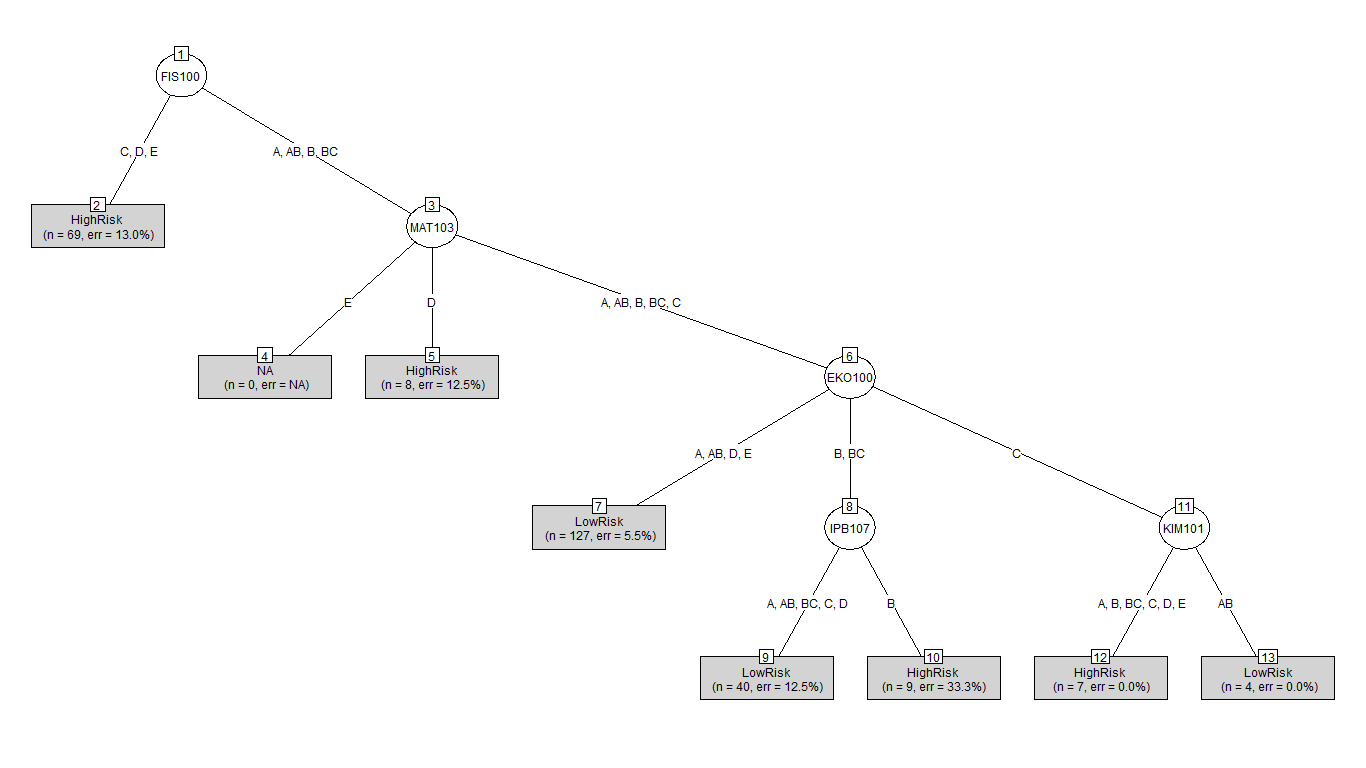 1
FIS100
C, D, E
A, AB, B, BC
2
HighRisk
(n = 69, err = 13.0%)
3
MAT103
E
D
A, AB, B, BC, C
4
NA
(n = 0, err = NA)
5
HighRisk
(n = 8, err = 12.5%)
6
EKO100
A, AB, D, E
B, BC
C
7
LowRisk
(n = 127, err = 5.5%)
8
IPB107
11
KIM101
A, AB, BC, C, D
B
A, B, BC, C, D, E
AB
9
LowRisk
(n = 40, err = 12.5%)
10
HighRisk
(n = 9, err = 33.3%)
12
HighRisk
(n = 7, err = 0.0%)
13
LowRisk
(n = 4, err = 0.0%)